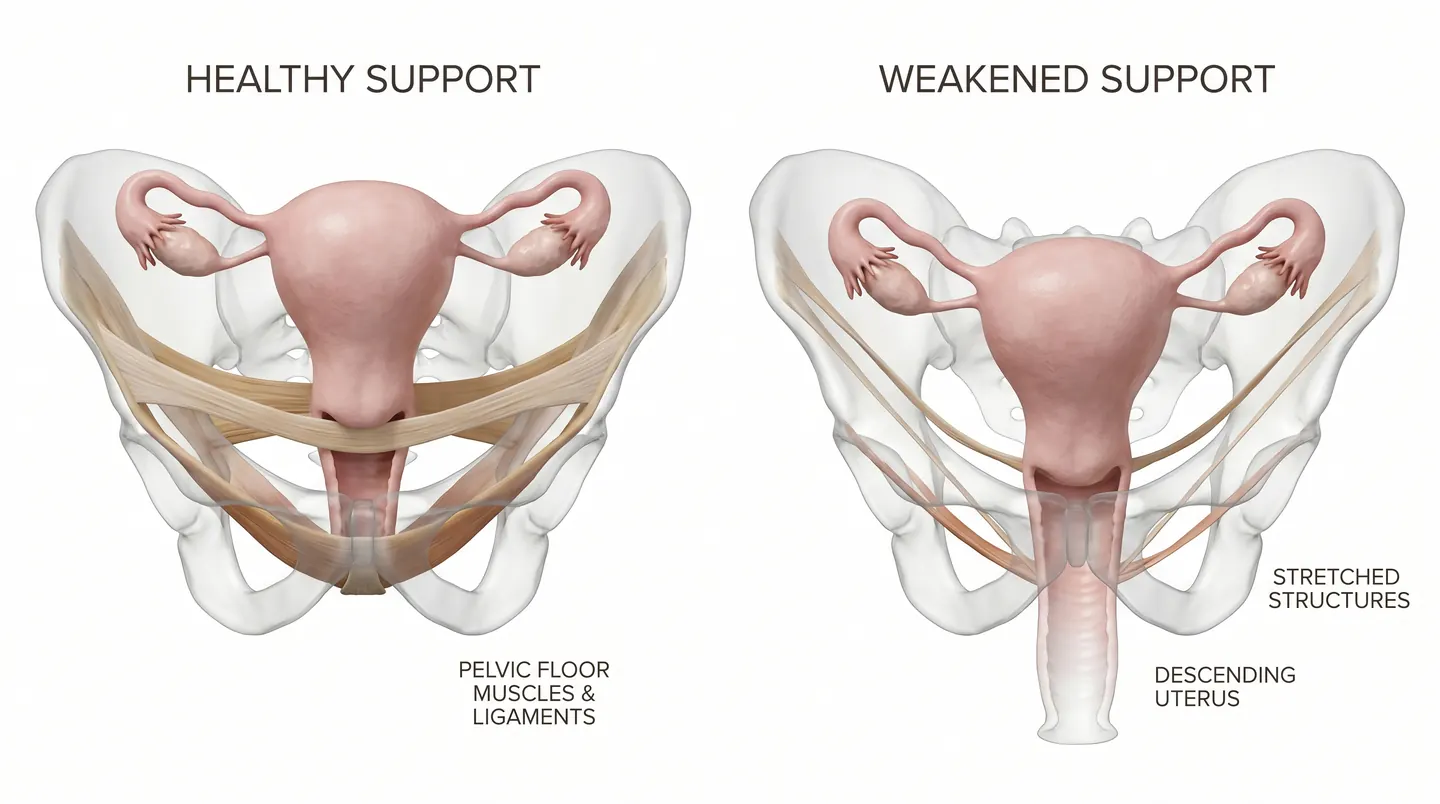 HEALTHY SUPPORT
WEAKENED SUPPORT
PELVIC FLOOR
MUSCLES &
LIGAMENTS
STRETCHED
STRUCTURES
DESCENDING
UTERUS